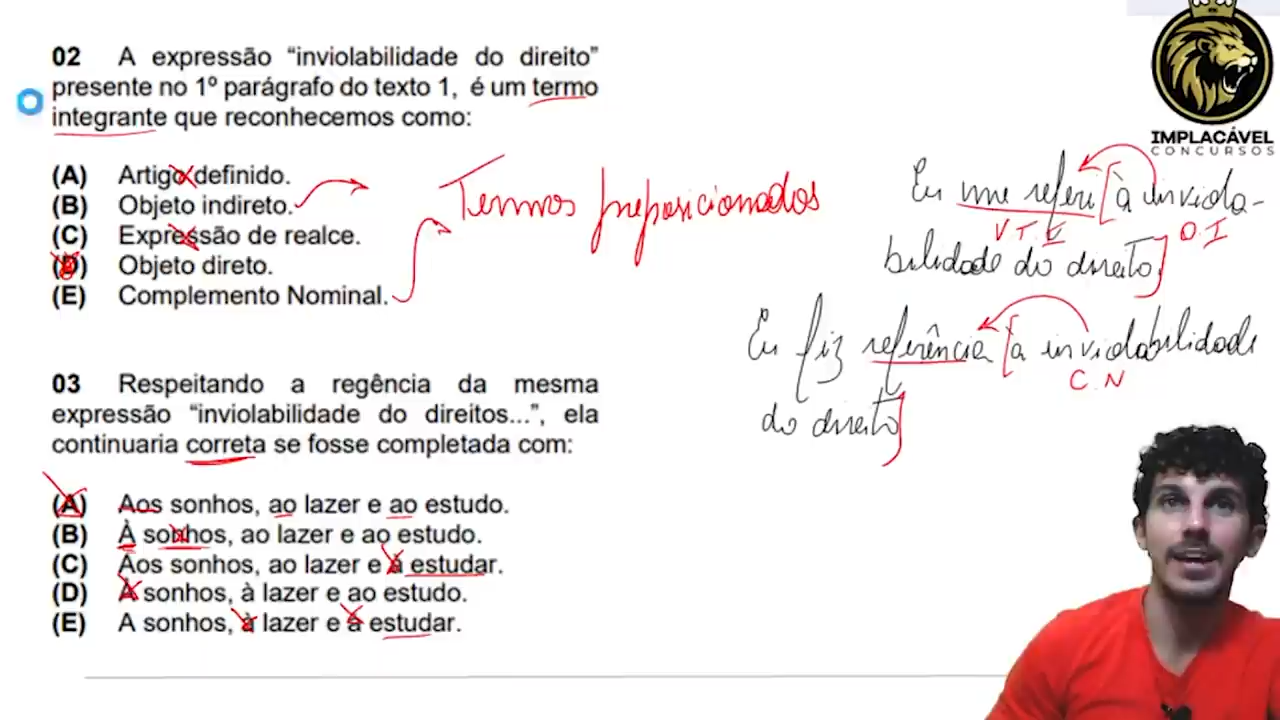 02 A expressão “inviolabilidade do direito”
presente no 1º parágrafo do texto 1, é um termo
integrante que reconhecemos como:
(A) Artigo definido.
(B) Objeto indireto.
(C) Expressão de realce.
(D) Objeto direto.
(E) Complemento Nominal.
03 Respeitando a regência da mesma
expressão “inviolabilidade do direitos...”, ela
continuaria correta se fosse completada com:
(A) Aos sonhos, ao lazer e ao estudo.
(B) À sonhos, ao lazer e ao estudo.
(C) Aos sonhos, ao lazer e à estudar.
(D) À sonhos, à lazer e ao estudo.
(E) A sonhos, à lazer e à estudar.
Termos preposicionados
IMPLACÁVEL
CONCURSOS
Eu me referi [à inviola-
V T I O.I
bilidade do direito.]
Eu fiz referência [à inviolabilidade
C.N
do direito]